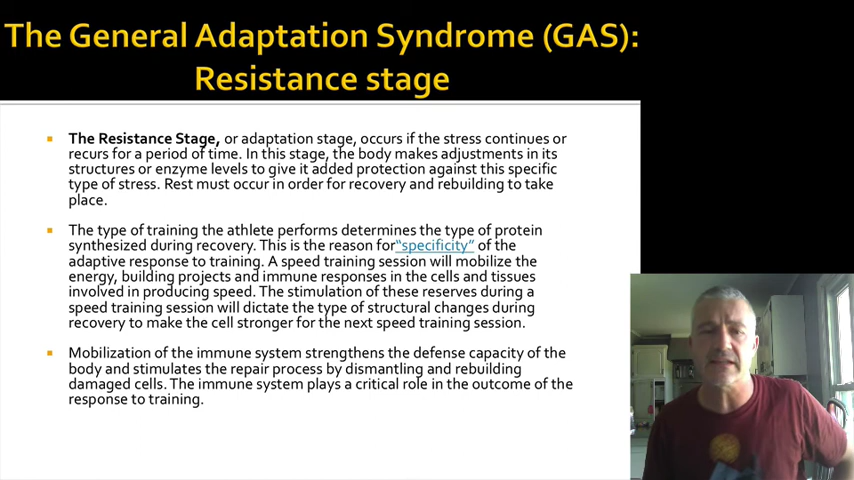 The General Adaptation Syndrome (GAS):
Resistance stage
The Resistance Stage, or adaptation stage, occurs if the stress continues or
recurs for a period of time. In this stage, the body makes adjustments in its
structures or enzyme levels to give it added protection against this specific
type of stress. Rest must occur in order for recovery and rebuilding to take
place.
The type of training the athlete performs determines the type of protein
synthesized during recovery. This is the reason for“specificity” of the
adaptive response to training. A speed training session will mobilize the
energy, building projects and immune responses in the cells and tissues
involved in producing speed. The stimulation of these reserves during a
speed training session will dictate the type of structural changes during
recovery to make the cell stronger for the next speed training session.
Mobilization of the immune system strengthens the defense capacity of the
body and stimulates the repair process by dismantling and rebuilding
damaged cells. The immune system plays a critical role in the outcome of the
response to training.